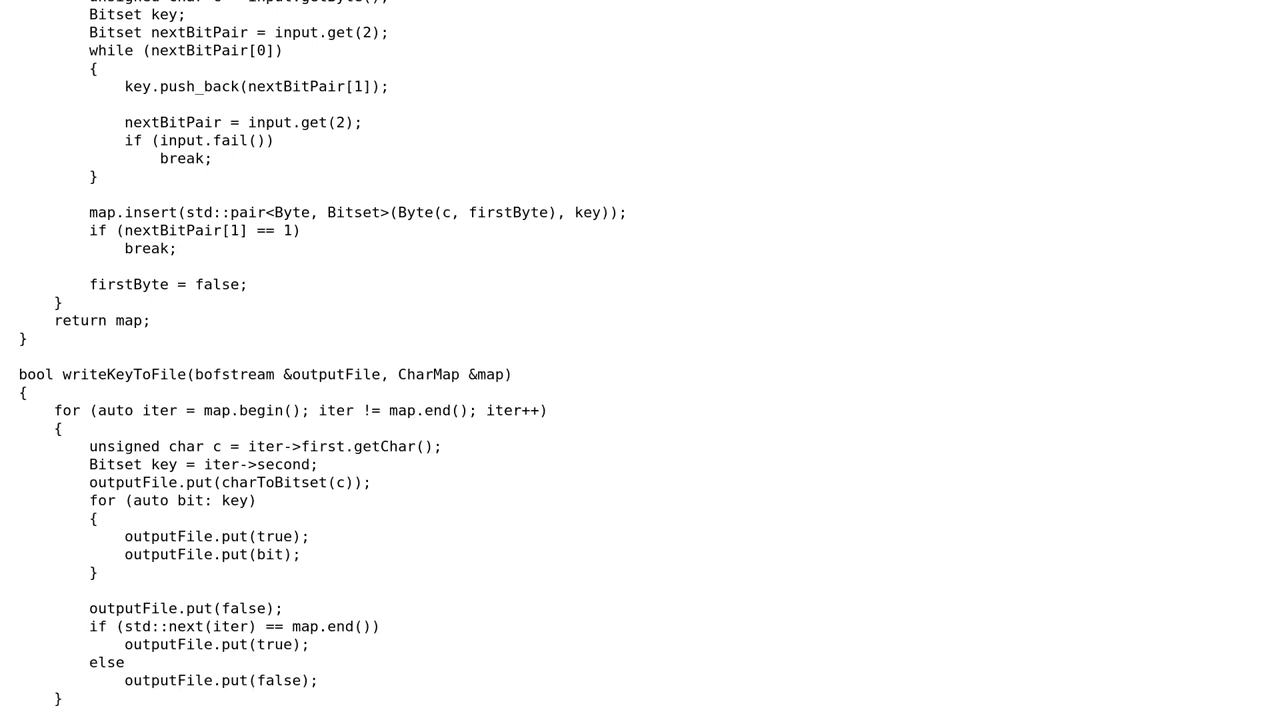 Bitset key;
        Bitset nextBitPair = input.get(2);
        while (nextBitPair[0])
        {
            key.push_back(nextBitPair[1]);

            nextBitPair = input.get(2);
            if (input.fail())
                break;
        }

        map.insert(std::pair<Byte, Bitset>(Byte(c, firstByte), key));
        if (nextBitPair[1] == 1)
            break;

        firstByte = false;
    }
    return map;
}

bool writeKeyToFile(bofstream &outputFile, CharMap &map)
{
    for (auto iter = map.begin(); iter != map.end(); iter++)
    {
        unsigned char c = iter->first.getChar();
        Bitset key = iter->second;
        outputFile.put(charToBitset(c));
        for (auto bit: key)
        {
            outputFile.put(true);
            outputFile.put(bit);
        }

        outputFile.put(false);
        if (std::next(iter) == map.end())
            outputFile.put(true);
        else
            outputFile.put(false);
    }